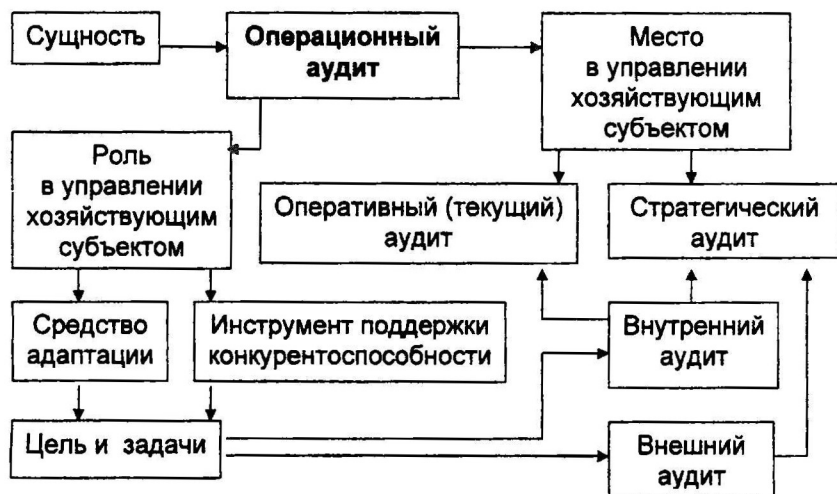 Сущность
Операционный
аудит
Место
в управлении
хозяйствующим
субъектом
Роль
в управлении
хозяйствующим
субъектом
Оперативный (текущий)
аудит
Стратегический
аудит
Средство
адаптации
Инструмент поддержки
конкурентоспособности
Внутренний
аудит
Цель и задачи
Внешний
аудит